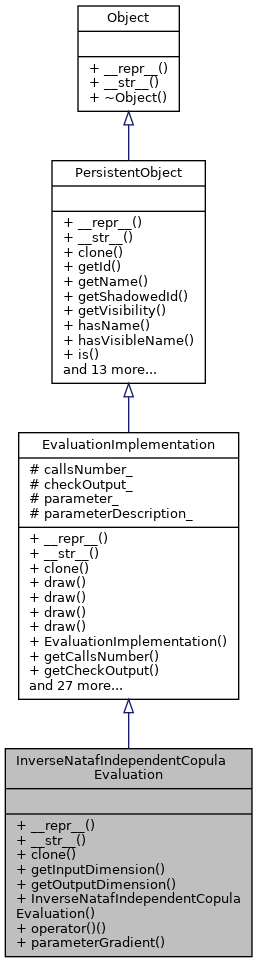 Object
+ __repr__()
+ __str__()
+ ~Object()
PersistentObject
+ __repr__()
+ __str__()
+ clone()
+ getId()
+ getName()
+ getShadowedId()
+ getVisibility()
+ hasName()
+ hasVisibleName()
+ is()
and 13 more...
EvaluationImplementation
# callsNumber_
# checkOutput_
# parameter_
# parameterDescription_
+ __repr__()
+ __str__()
+ clone()
+ draw()
+ draw()
+ draw()
+ draw()
+ EvaluationImplementation()
+ getCallsNumber()
+ getCheckOutput()
and 27 more...
InverseNatafIndependentCopula
Evaluation
+ __repr__()
+ __str__()
+ clone()
+ getInputDimension()
+ getOutputDimension()
+ InverseNatafIndependentCopula
Evaluation()
+ operator()()
+ parameterGradient()